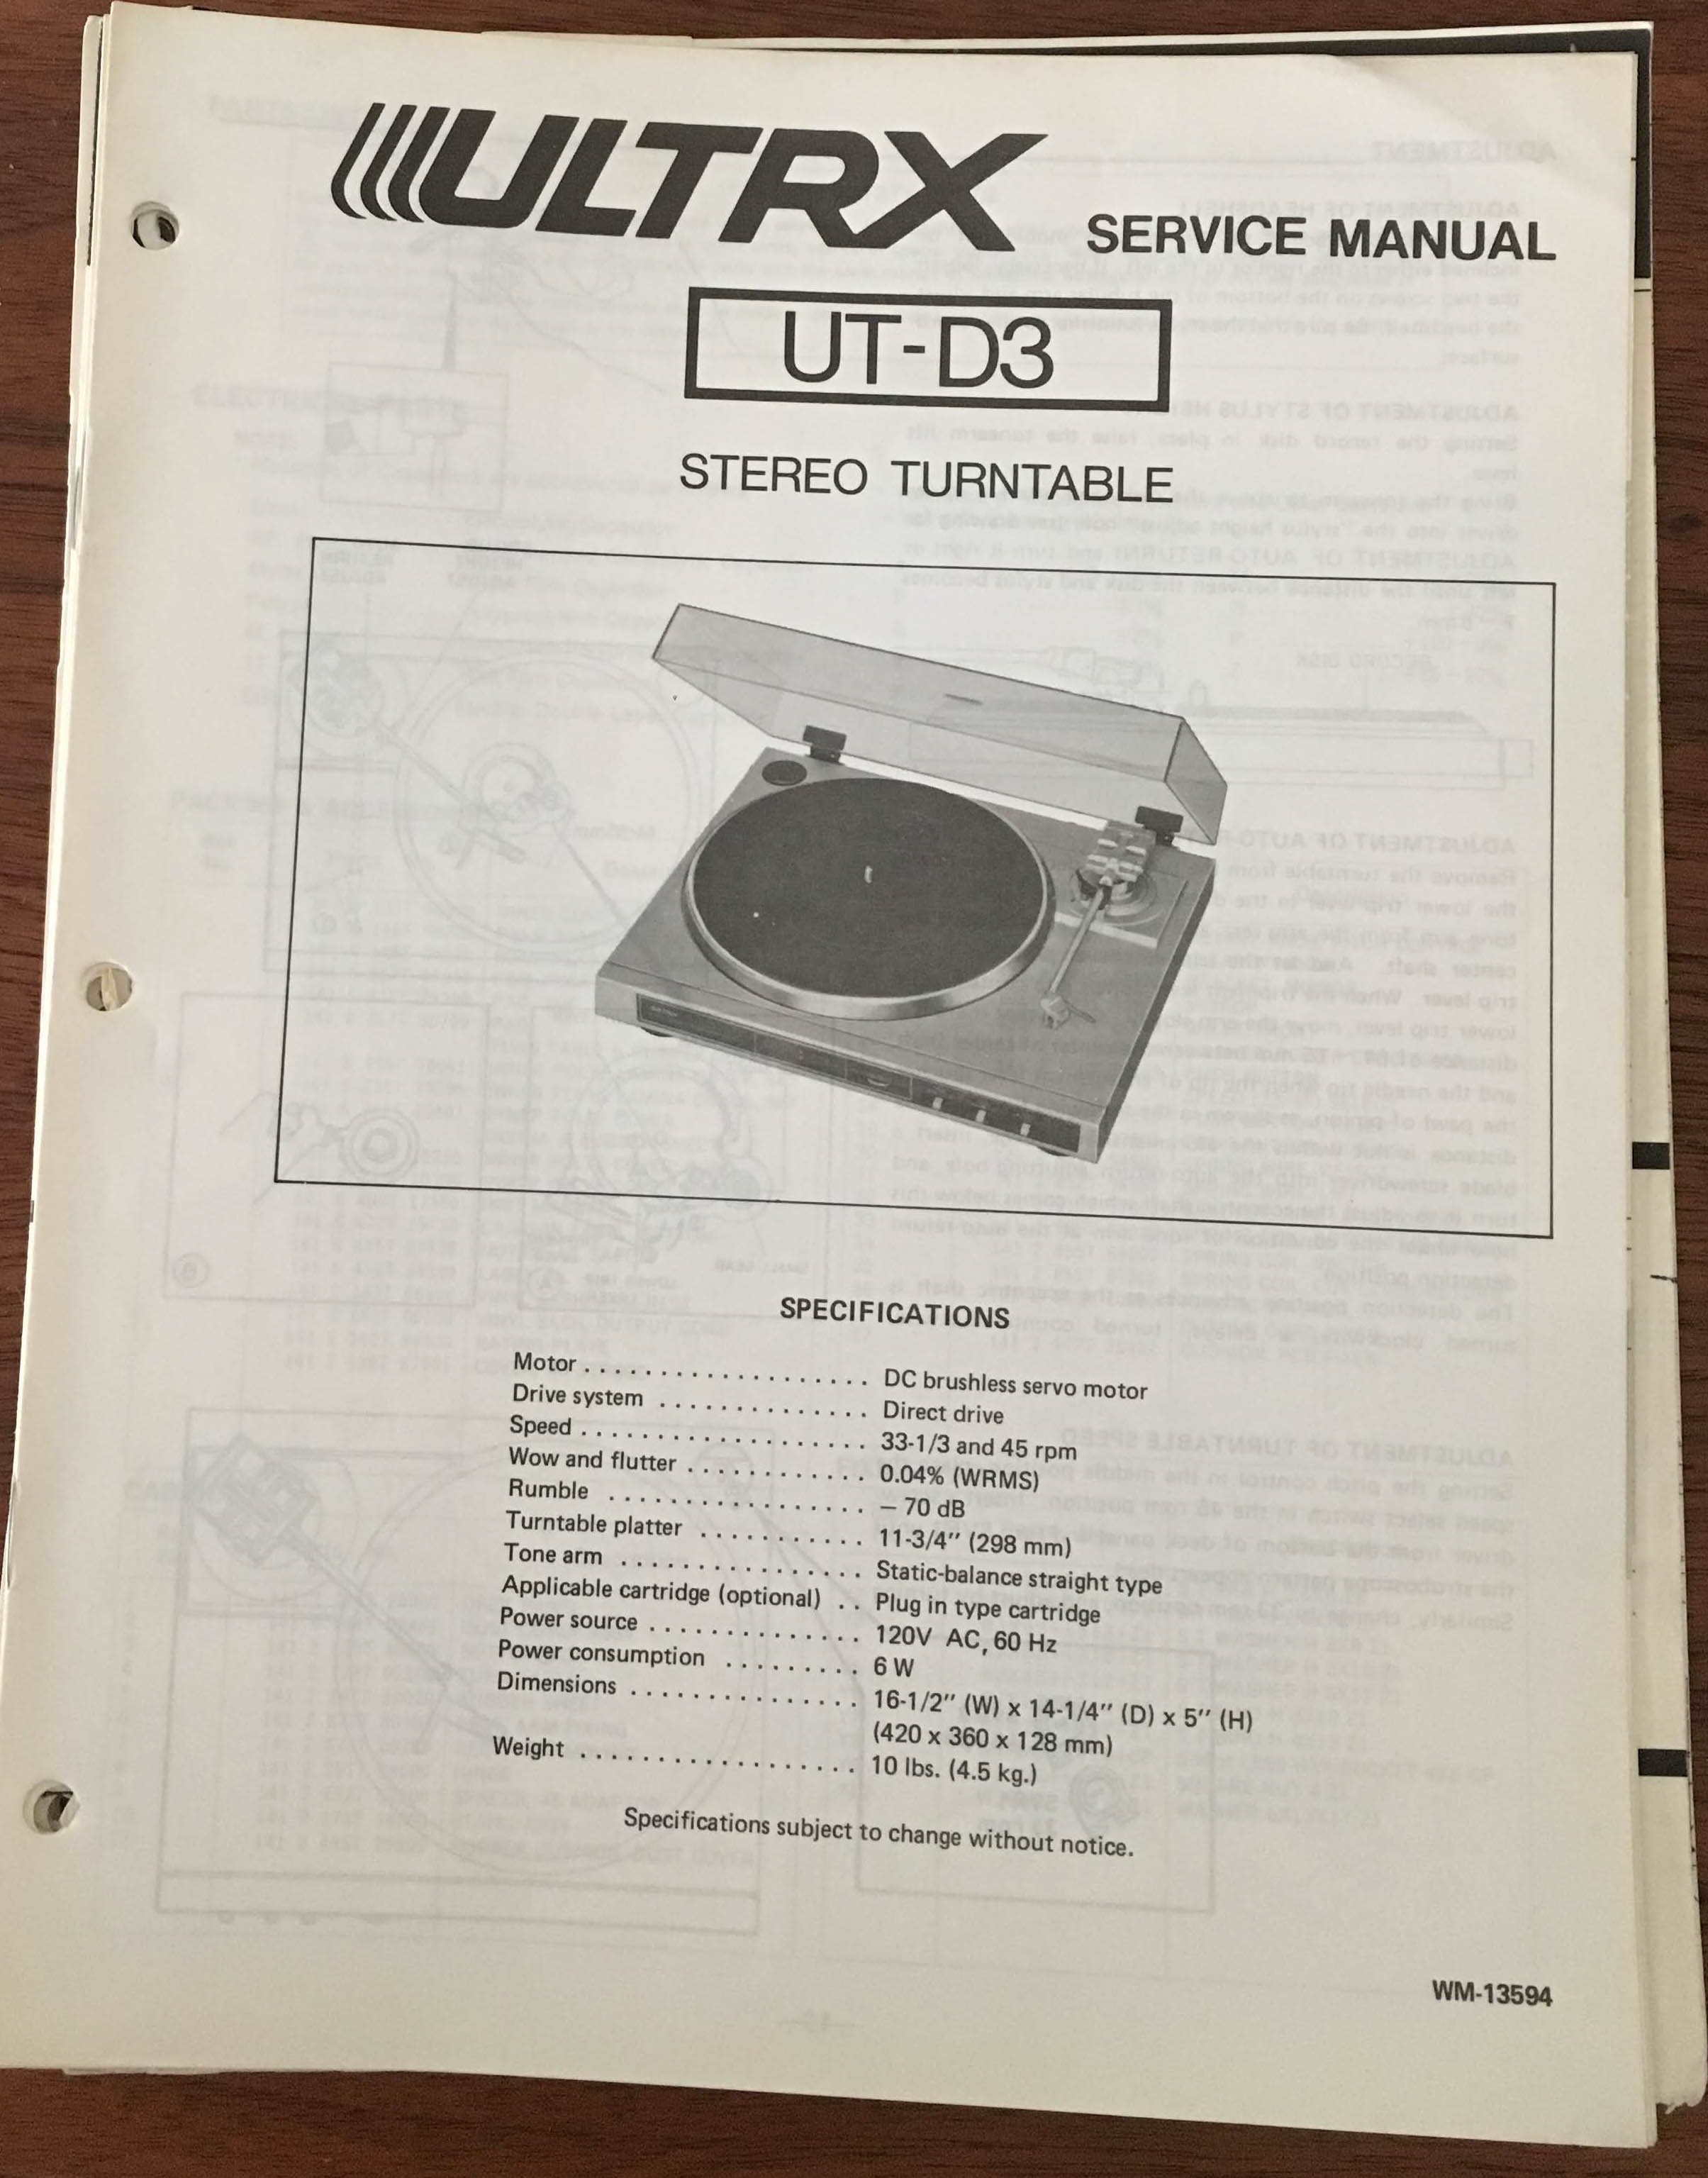 ULTRX
SERVICE MANUAL
UT-D3
STEREO TURNTABLE
SPECIFICATIONS
Motor . . . . . . . . . . . . . . . . . . . DC brushless servo motor
Drive system . . . . . . . . . . . . . . Direct drive
Speed . . . . . . . . . . . . . . . . . . . 33-1/3 and 45 rpm
Wow and flutter . . . . . . . . . . . . 0.04% (WRMS)
Rumble . . . . . . . . . . . . . . . . . – 70 dB
Turntable platter . . . . . . . . . . . 11-3/4″ (298 mm)
Tone arm . . . . . . . . . . . . . . . . Static-balance straight type
Applicable cartridge (optional) . . Plug in type cartridge
Power source . . . . . . . . . . . . . . 120V AC, 60 Hz
Power consumption . . . . . . . . . 6 W
Dimensions . . . . . . . . . . . . . . . 16-1/2″ (W) x 14-1/4″ (D) x 5″ (H)
(420 x 360 x 128 mm)
Weight . . . . . . . . . . . . . . . . . . 10 lbs. (4.5 kg.)
Specifications subject to change without notice.
WM-13594